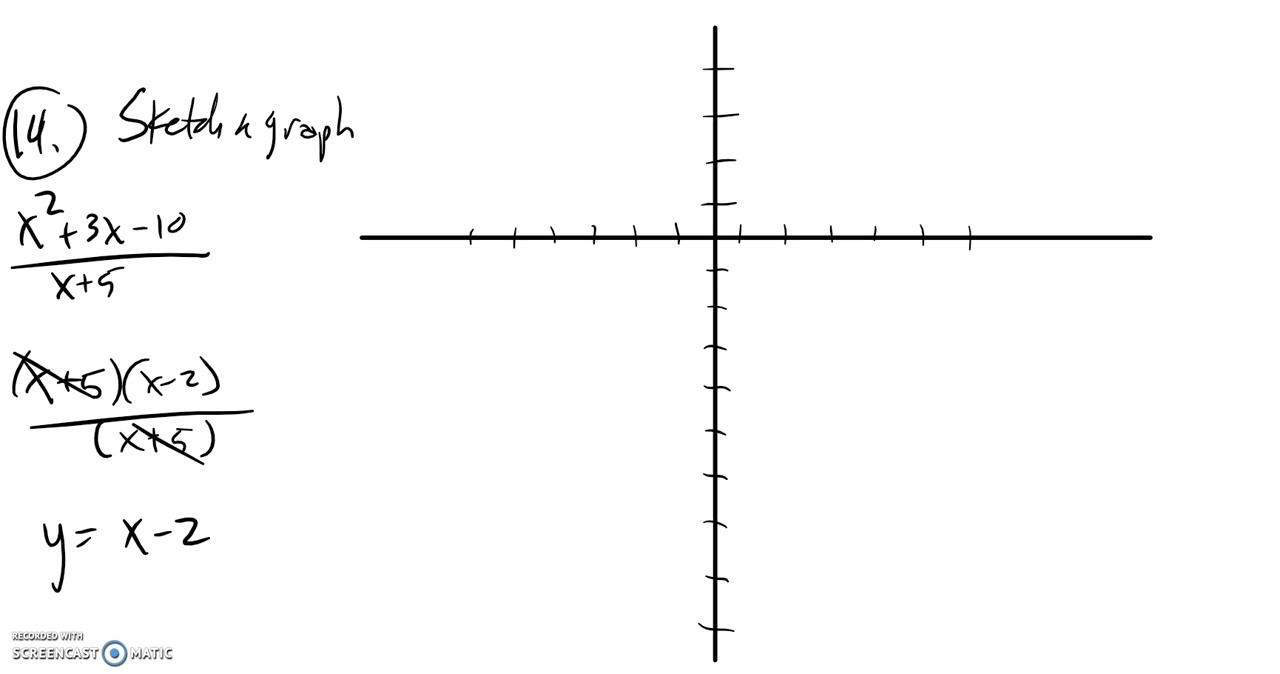 14. Sketch a graph
x²+3x-10
x+5
(x+5)(x-2)
(x+5)
y= x-2
RECORDED WITH
SCREENCAST MATIC